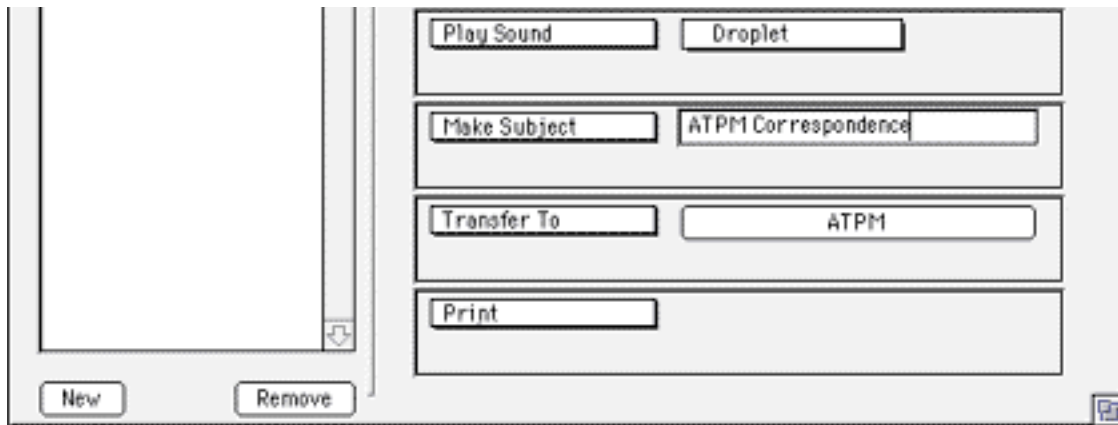 Play Sound Droplet
Make Subject ATPM Correspondence
Transfer To ATPM
Print
New Remove